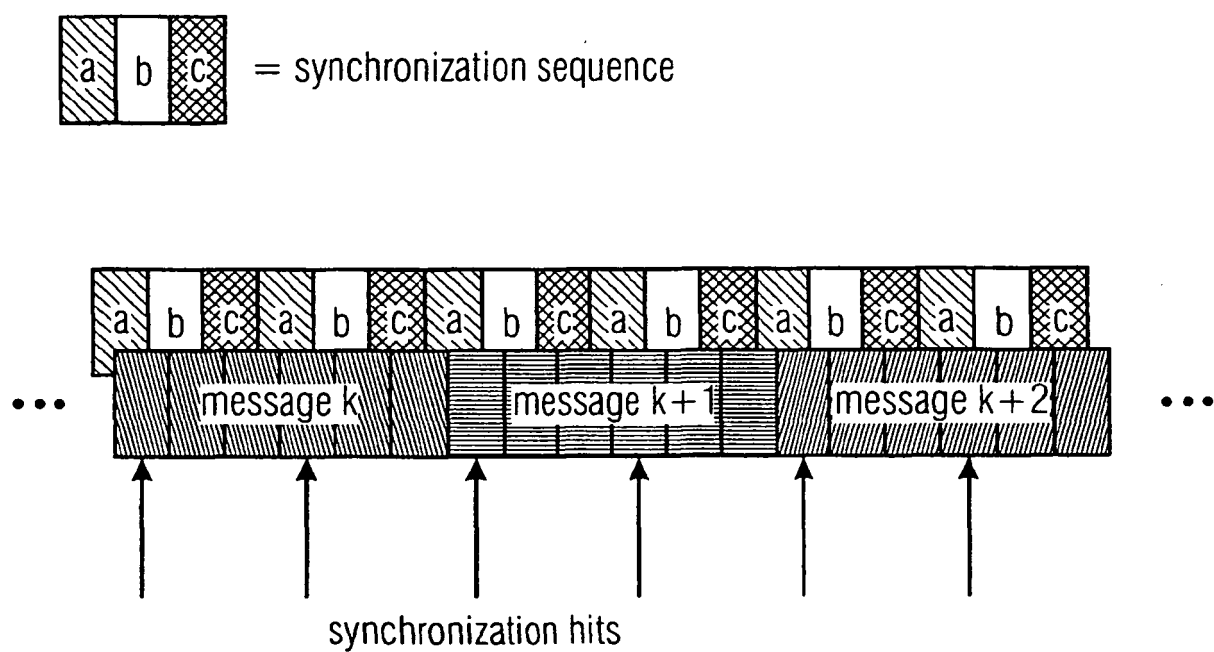 a b c = synchronization sequence
a b c a b c a b c a b c a b c a b c
••• message k message k+1 message k+2 •••
synchronization hits